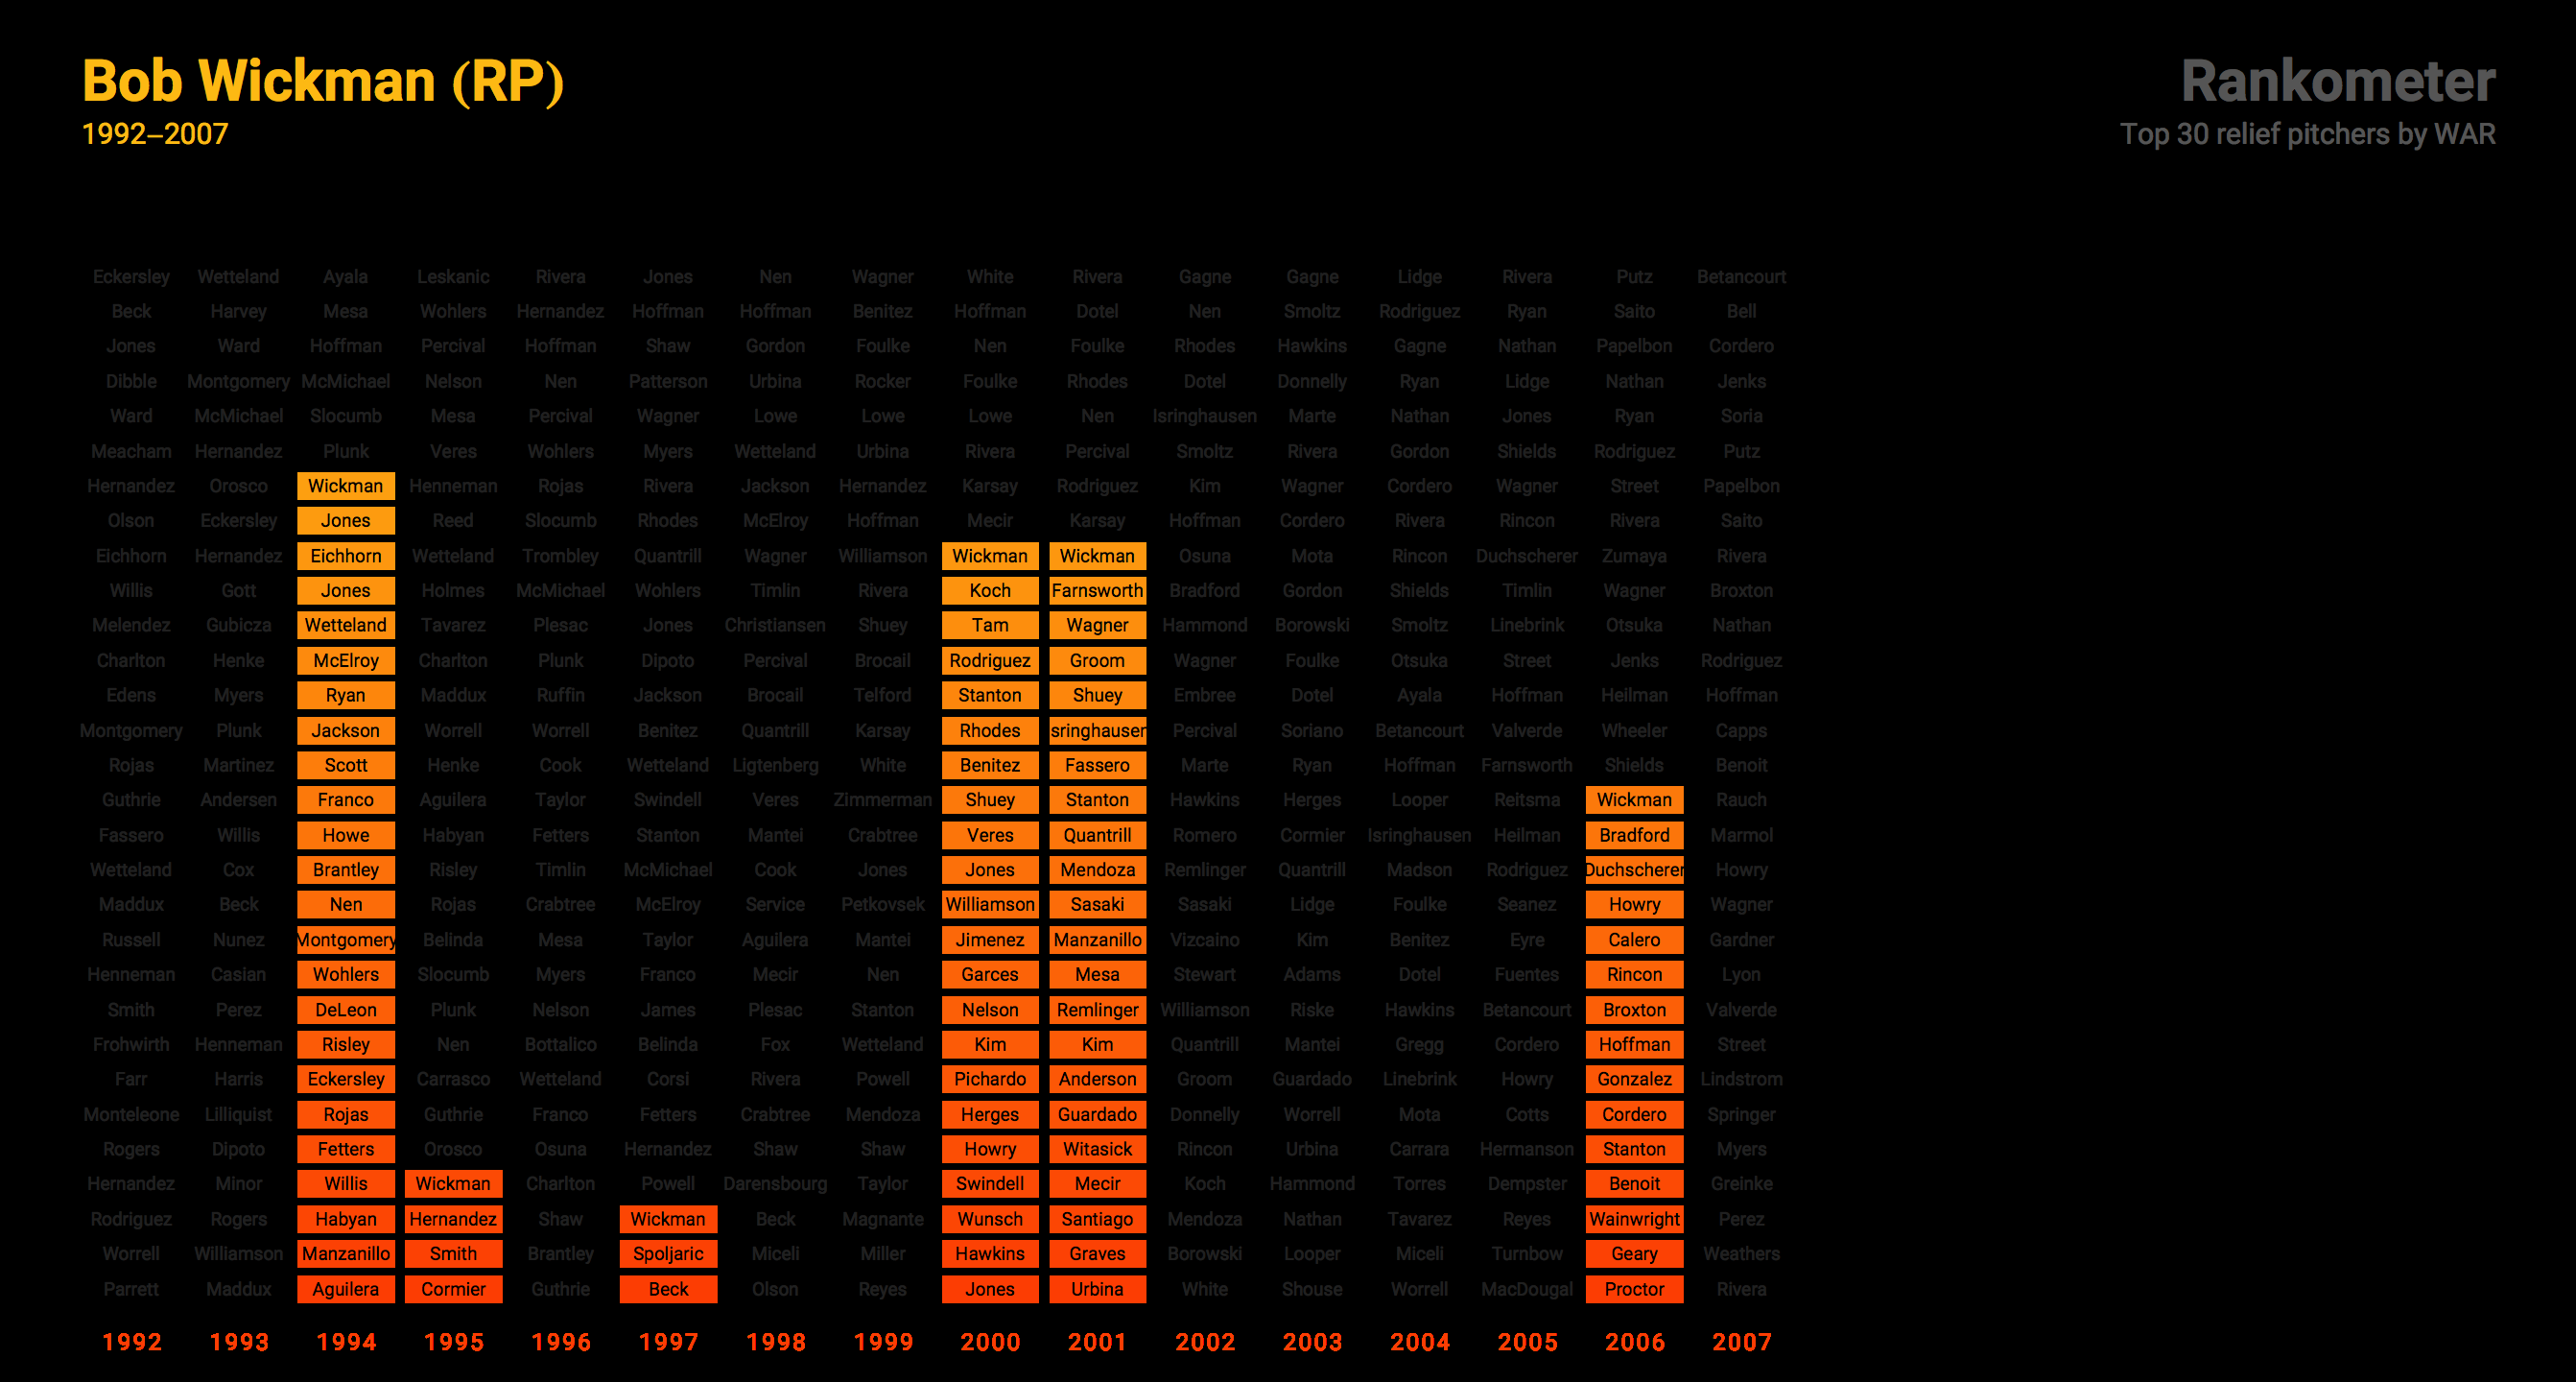 Bob Wickman (RP)
1992–2007
Rankometer
Top 30 relief pitchers by WAR
Eckersley Wetteland Ayala Leskanic Rivera Jones Nen Wagner White Rivera Gagne Gagne Lidge Rivera Putz Betancourt
Beck Harvey Mesa Wohlers Hernandez Hoffman Hoffman Benitez Hoffman Dotel Nen Smoltz Rodriguez Ryan Saito Bell
Jones Ward Hoffman Percival Hoffman Shaw Gordon Foulke Nen Foulke Rhodes Hawkins Gagne Nathan Papelbon Cordero
Dibble Montgomery McMichael Nelson Nen Patterson Urbina Rocker Foulke Rhodes Dotel Donnelly Ryan Lidge Nathan Jenks
Ward McMichael Slocumb Mesa Percival Wagner Lowe Lowe Lowe Nen Isringhausen Marte Nathan Jones Ryan Soria
Meacham Hernandez Plunk Veres Wohlers Myers Wetteland Urbina Rivera Percival Smoltz Rivera Gordon Shields Rodriguez Putz
Hernandez Orosco Wickman Henneman Rojas Rivera Jackson Hernandez Karsay Rodriguez Kim Wagner Cordero Wagner Street Papelbon
Olson Eckersley Jones Reed Slocumb Rhodes McElroy Hoffman Mecir Karsay Hoffman Cordero Rivera Rincon Rivera Saito
Eichhorn Hernandez Eichhorn Wetteland Trombley Quantrill Wagner Williamson Wickman Wickman Osuna Mota Rincon Duchscherer Zumaya Rivera
Willis Gott Jones Holmes McMichael Wohlers Timlin Rivera Koch Farnsworth Bradford Gordon Shields Timlin Wagner Broxton
Melendez Gubicza Wetteland Tavarez Plesac Jones Christiansen Shuey Tam Wagner Hammond Borowski Smoltz Linebrink Otsuka Nathan
Charlton Henke McElroy Charlton Plunk Dipoto Percival Brocail Rodriguez Groom Wagner Foulke Otsuka Street Jenks Rodriguez
Edens Myers Ryan Maddux Ruffin Jackson Brocail Telford Stanton Shuey Embree Dotel Ayala Hoffman Heilman Hoffman
Montgomery Plunk Jackson Worrell Worrell Benitez Quantrill Karsay Rhodes sringhauser Percival Soriano Betancourt Valverde Wheeler Capps
Rojas Martinez Scott Henke Cook Wetteland Ligtenberg White Benitez Fassero Marte Ryan Hoffman Farnsworth Shields Benoit
Guthrie Andersen Franco Aguilera Taylor Swindell Veres Zimmerman Shuey Stanton Hawkins Herges Looper Reitsma Wickman Rauch
Fassero Willis Howe Habyan Fetters Stanton Mantei Crabtree Veres Quantrill Romero Cormier Isringhausen Heilman Bradford Marmol
Wetteland Cox Brantley Risley Timlin McMichael Cook Jones Jones Mendoza Remlinger Quantrill Madson Rodriguez Duchscherer Howry
Maddux Beck Nen Rojas Crabtree McElroy Service Petkovsek Williamson Sasaki Sasaki Lidge Foulke Seanez Howry Wagner
Russell Nunez Montgomery Belinda Mesa Taylor Aguilera Mantei Jimenez Manzanillo Vizcaino Kim Benitez Eyre Calero Gardner
Henneman Casian Wohlers Slocumb Myers Franco Mecir Nen Garces Mesa Stewart Adams Dotel Fuentes Rincon Lyon
Smith Perez DeLeon Plunk Nelson James Plesac Stanton Nelson Remlinger Williamson Riske Hawkins Betancourt Broxton Valverde
Frohwirth Henneman Risley Nen Bottalico Belinda Fox Wetteland Kim Kim Quantrill Mantei Gregg Cordero Hoffman Street
Farr Harris Eckersley Carrasco Wetteland Corsi Rivera Powell Pichardo Anderson Groom Guardado Linebrink Howry Gonzalez Lindstrom
Monteleone Lilliquist Rojas Guthrie Franco Fetters Crabtree Mendoza Herges Guardado Donnelly Worrell Mota Cotts Cordero Springer
Rogers Dipoto Fetters Orosco Osuna Hernandez Shaw Shaw Howry Witasick Rincon Urbina Carrara Hermanson Stanton Myers
Hernandez Minor Willis Wickman Charlton Powell Darensbourg Taylor Swindell Mecir Koch Hammond Torres Dempster Benoit Greinke
Rodriguez Rogers Habyan Hernandez Shaw Wickman Beck Magnante Wunsch Santiago Mendoza Nathan Tavarez Reyes Wainwright Perez
Worrell Williamson Manzanillo Smith Brantley Spoljaric Miceli Miller Hawkins Graves Borowski Looper Miceli Turnbow Geary Weathers
Parrett Maddux Aguilera Cormier Guthrie Beck Olson Reyes Jones Urbina White Shouse Worrell MacDougal Proctor Rivera
1992 1993 1994 1995 1996 1997 1998 1999 2000 2001 2002 2003 2004 2005 2006 2007